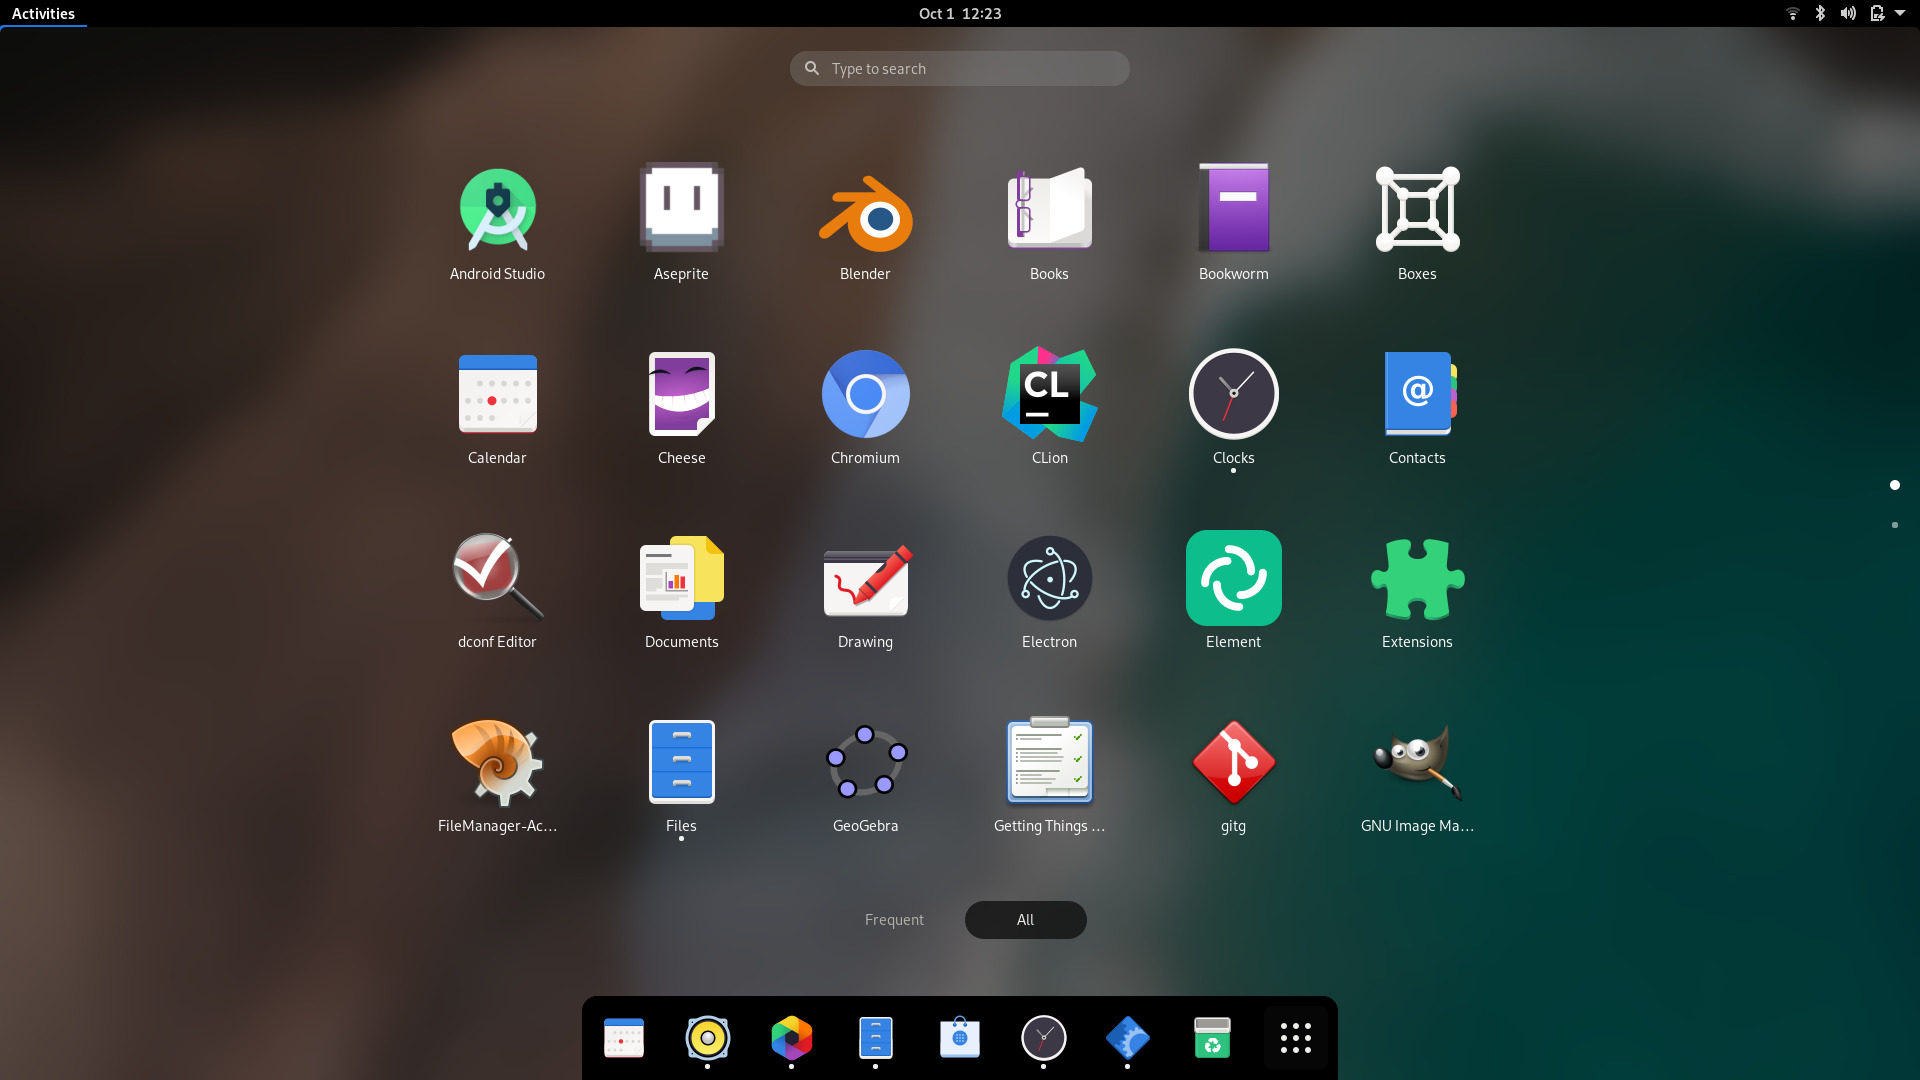 Activities
Oct 1 12:23
Type to search
Android Studio
Aseprite
Blender
Books
Bookworm
Boxes
Calendar
Cheese
Chromium
CL
CLion
Clocks
@
Contacts
dconf Editor
Documents
Drawing
Electron
Element
Extensions
FileManager-Ac…
Files
GeoGebra
Getting Things …
gitg
GNU Image Ma…
Frequent
All